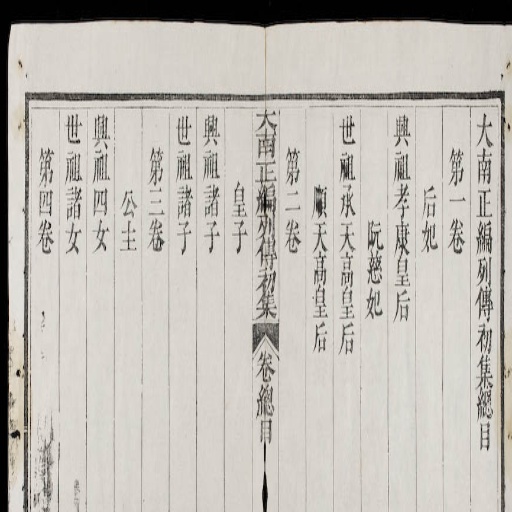 大南正編列傳初集總目
第一卷
后妃
興祖孝康皇后
阮慈妃
世祖承天高皇后
順天高皇后
第二卷
大南正編列傳初集 卷總目
皇子
興祖諸子
世祖諸子
第三卷
公主
興祖四女
世祖諸女
第四卷